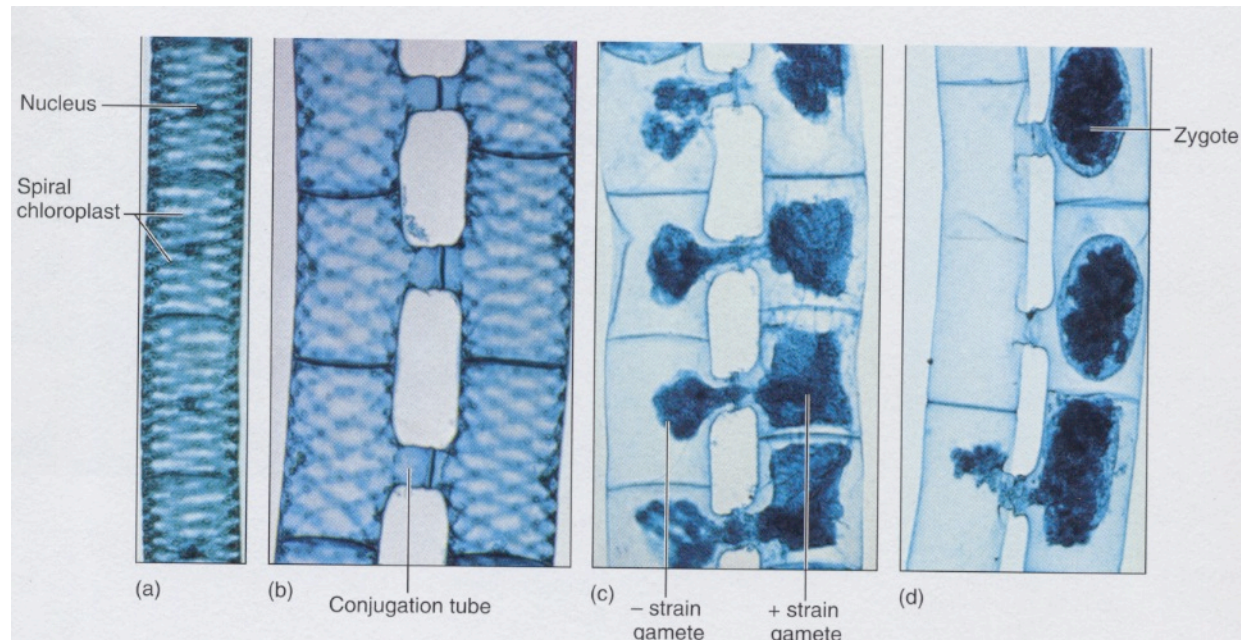 Nucleus
Spiral
chloroplast
Zygote
(a)
(b)
Conjugation tube
(c)
– strain
gamete
+ strain
gamete
(d)